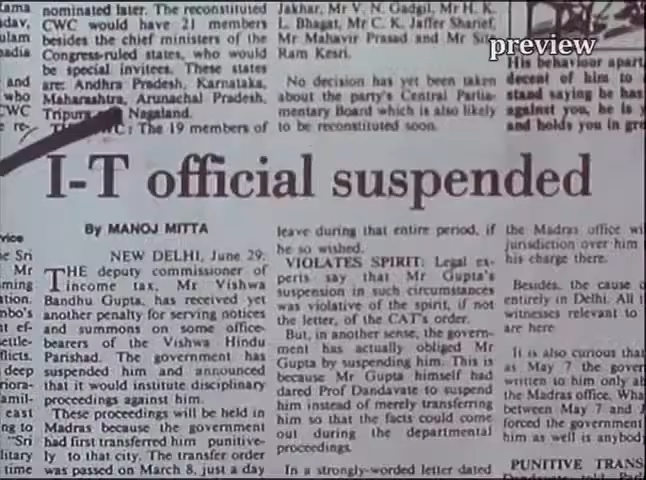 preview
nominated later. The reconstituted
CWC would have 21 members
besides the chief ministers of the
Congress-ruled states, who would
be special invitees. These states
are: Andhra Pradesh, Karnataka,
Maharashtra, Arunachal Pradesh,
Tripura Nagaland.
The 19 members of
Jakhar, Mr V. N. Gadgil, Mr H. K.
L. Bhagat, Mr C. K. Jaffer Sharief,
Mr Mahavir Prasad and Mr
Ram Kesri.
No decision has yet been taken
about the party's Central Parlia-
mentary Board which is also likely
to be reconstituted soon.
His behaviour apart
decent of him to
stand saying he has
against you, he is
and holds you in
I-T official suspended
By MANOJ MITTA
NEW DELHI, June 29:
THE deputy commissioner of
income tax, Mr Vishwa
Bandhu Gupta, has received yet
another penalty for serving notices
and summons on some office-
bearers of the Vishwa Hindu
Parishad. The government has
suspended him and announced
that it would institute disciplinary
proceedings against him.
These proceedings will be held in
Madras because the government
had first transferred him punitive-
ly to that city. The transfer order
was passed on March 8, just a day
leave during that entire period, if
he so wished.
VIOLATES SPIRIT: Legal ex-
perts say that Mr Gupta's
suspension in such circumstances
was violative of the spirit, if not
the letter, of the CAT's order.
But, in another sense, the govern-
ment has actually obliged Mr
Gupta by suspending him. This is
because Mr Gupta himself had
dared Prof Dandavate to suspend
him instead of merely transferring
him so that the facts could come
out during the departmental
proceedings.
In a strongly-worded letter dated
the Madras office
jurisdiction over him
his charge there.
Besides, the cause
entirely in Delhi. All
witnesses relevant to
are here
It is also curious that
as May 7 the
written to him only
the Madras office.
between May 7 and
forced the government
him as well is
PUNITIVE